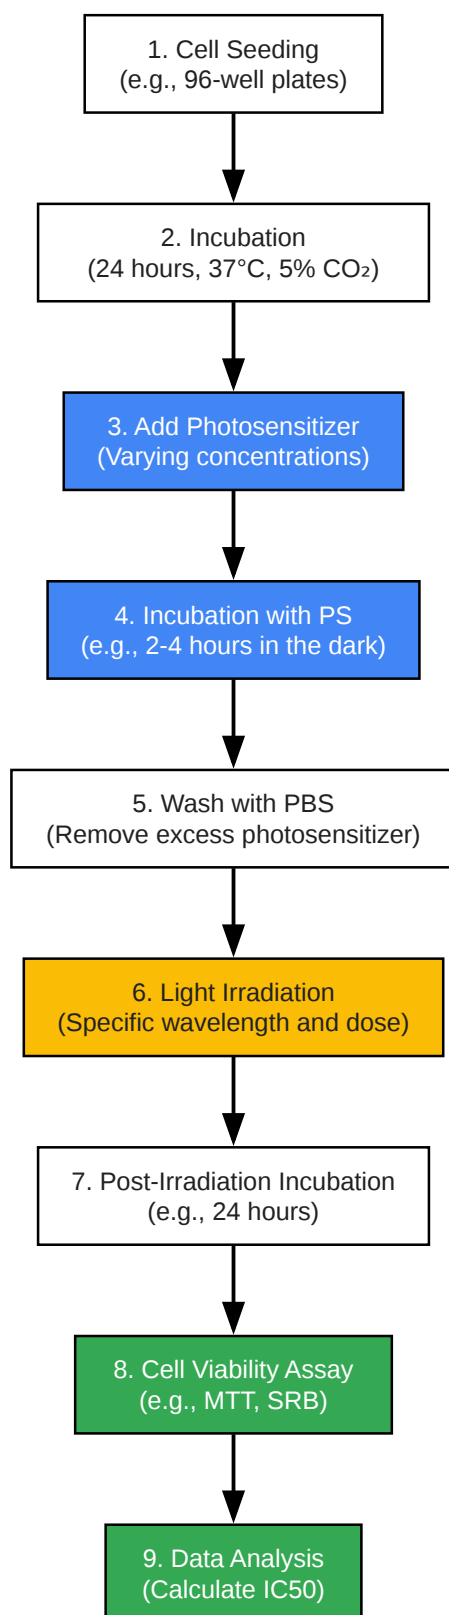 1. Cell Seeding
(e.g., 96-well plates)
2. Incubation
(24 hours, 37°C, 5% CO₂)
3. Add Photosensitizer
(Varying concentrations)
4. Incubation with PS
(e.g., 2-4 hours in the dark)
5. Wash with PBS
(Remove excess photosensitizer)
6. Light Irradiation
(Specific wavelength and dose)
7. Post-Irradiation Incubation
(e.g., 24 hours)
8. Cell Viability Assay
(e.g., MTT, SRB)
9. Data Analysis
(Calculate IC50)